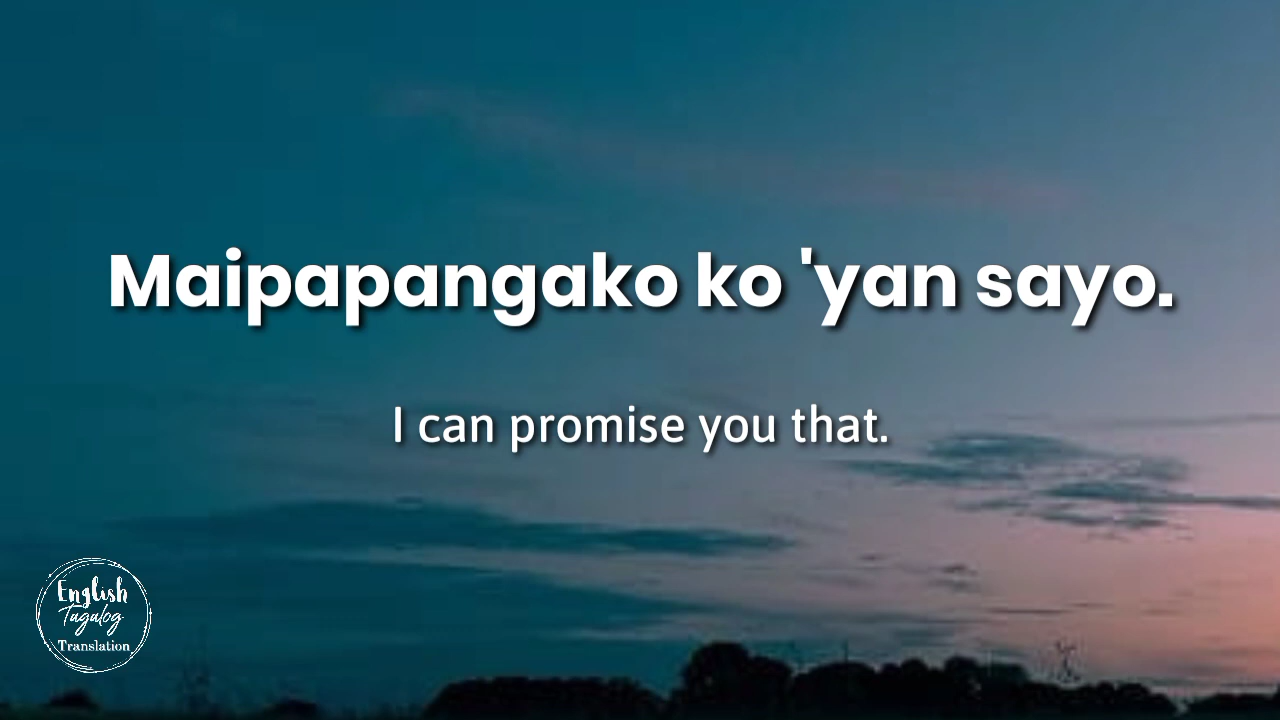 Maipapangako ko 'yan sayo.
I can promise you that.
English
Tagalog
Translation